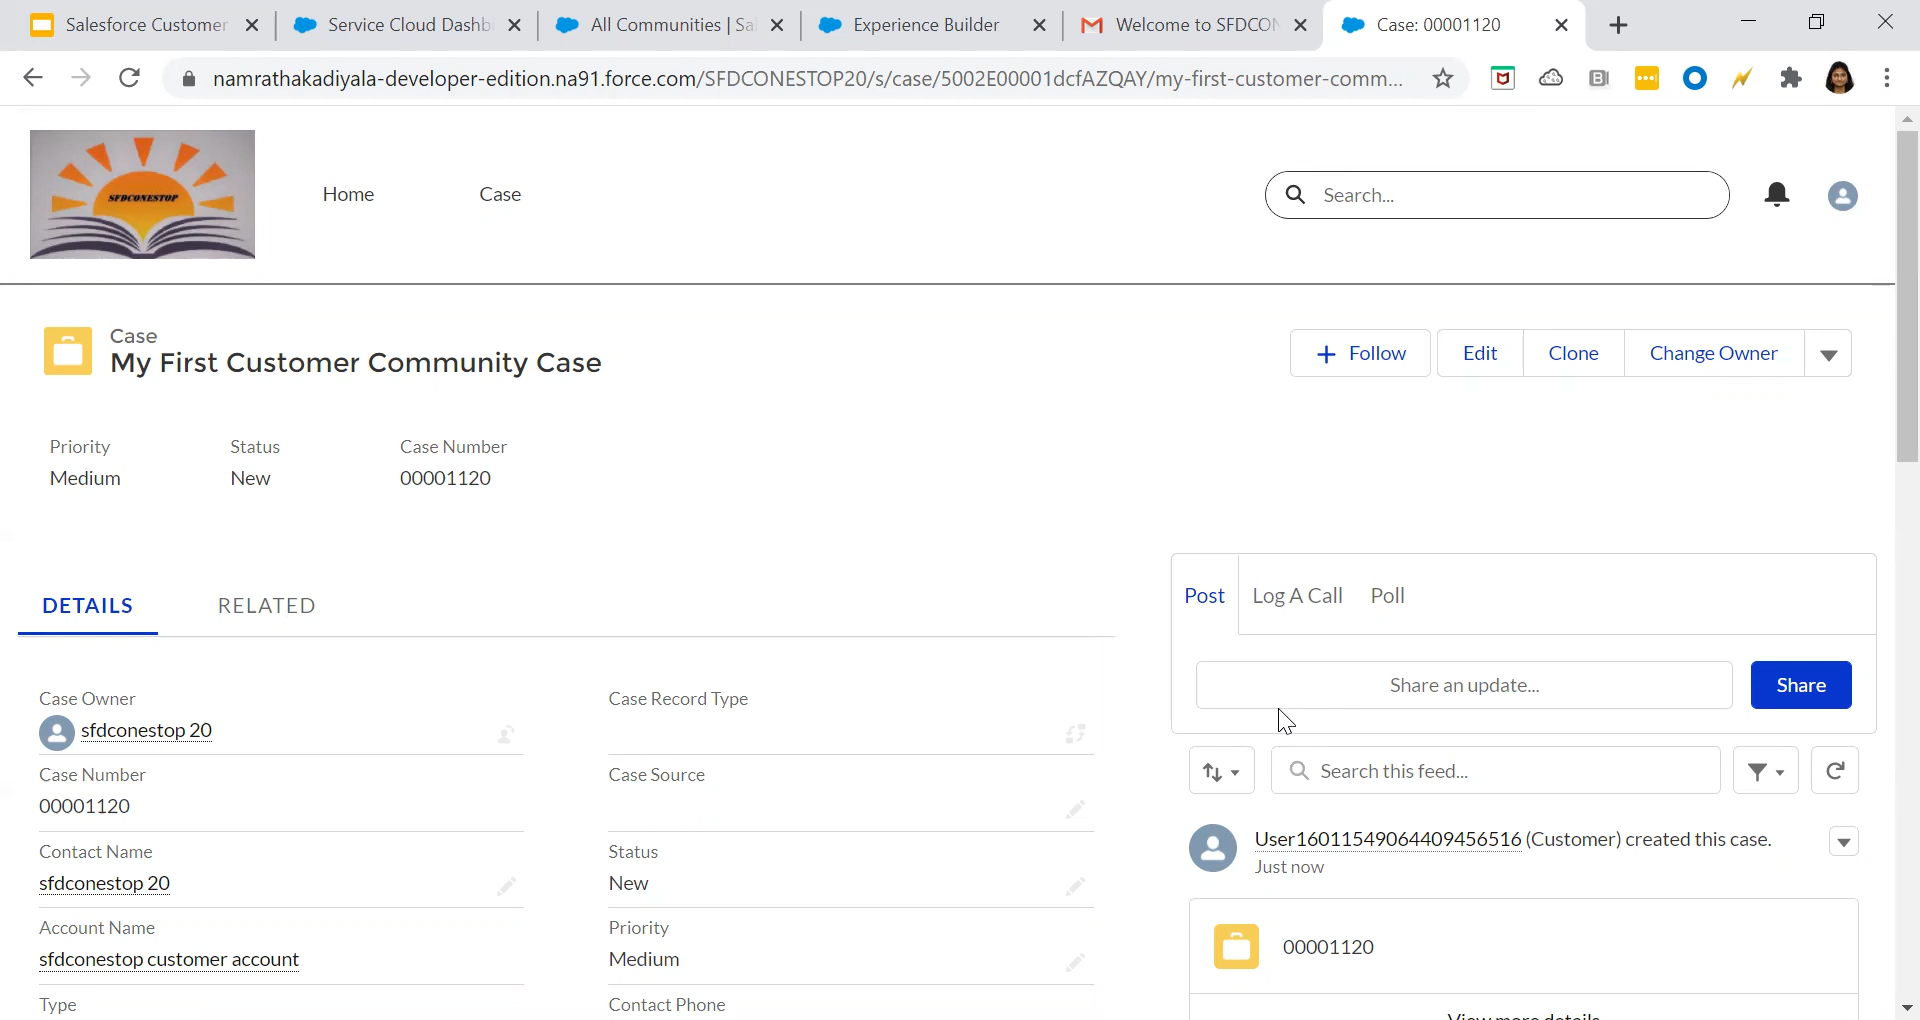 Salesforce Customer
Service Cloud Dashb
All Communities | Sal
Experience Builder
Welcome to SFDCON
Case: 00001120
namrathakadiyala-developer-edition.na91.force.com/SFDCONESTOP20/s/case/5002E00001dcfAZQAY/my-first-customer-comm...
SFDCONESTOP
Home
Case
Search...
Case
My First Customer Community Case
Follow
Edit
Clone
Change Owner
Priority
Status
Case Number
Medium
New
00001120
DETAILS
RELATED
Post
Log A Call
Poll
Share an update...
Share
Case Owner
sfdconestop 20
Case Record Type
Case Number
00001120
Case Source
Contact Name
sfdconestop 20
Status
New
Account Name
sfdconestop customer account
Priority
Medium
Type
Contact Phone
Search this feed...
User16011549064409456516 (Customer) created this case.
Just now
00001120
View more details